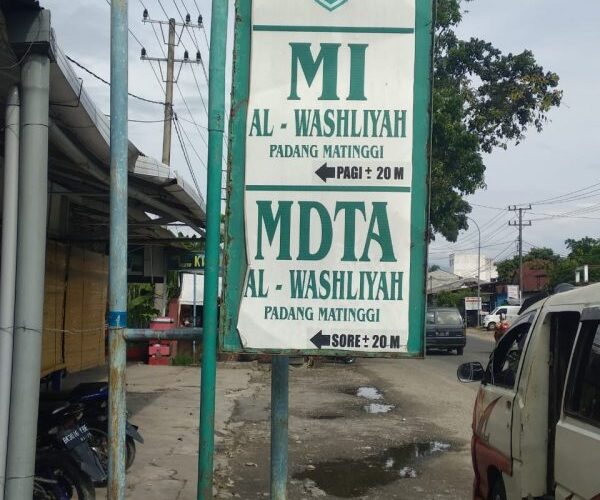 MI
AL - WASHLIYAH
PADANG MATINGGI
PAGI ± 20 M
MDTA
AL - WASHLIYAH
PADANG MATINGGI
SORE ± 20 M